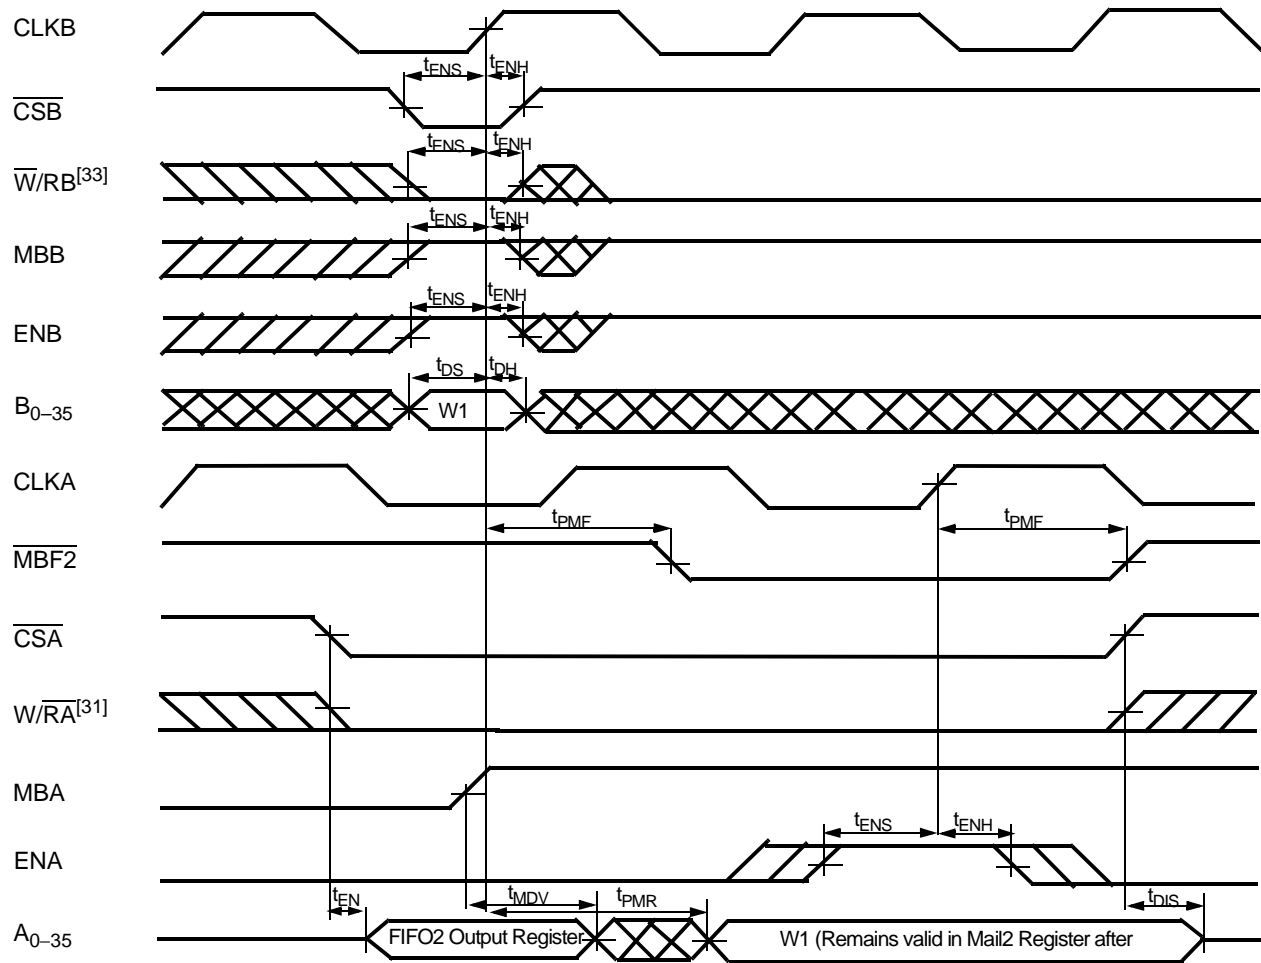 CLKB
tENS tENH
CSB
tENS tENH
W/RB[33]
tENS tENH
MBB
tENS tENH
ENB
tDS tDH
B0–35 W1
CLKA
tPMF tPMF
MBF2
CSA
W/RA[31]
MBA
tENS tENH
ENA
tEN tMDV tPMR tDIS
A0–35 FIFO2 Output Register W1 (Remains valid in Mail2 Register after